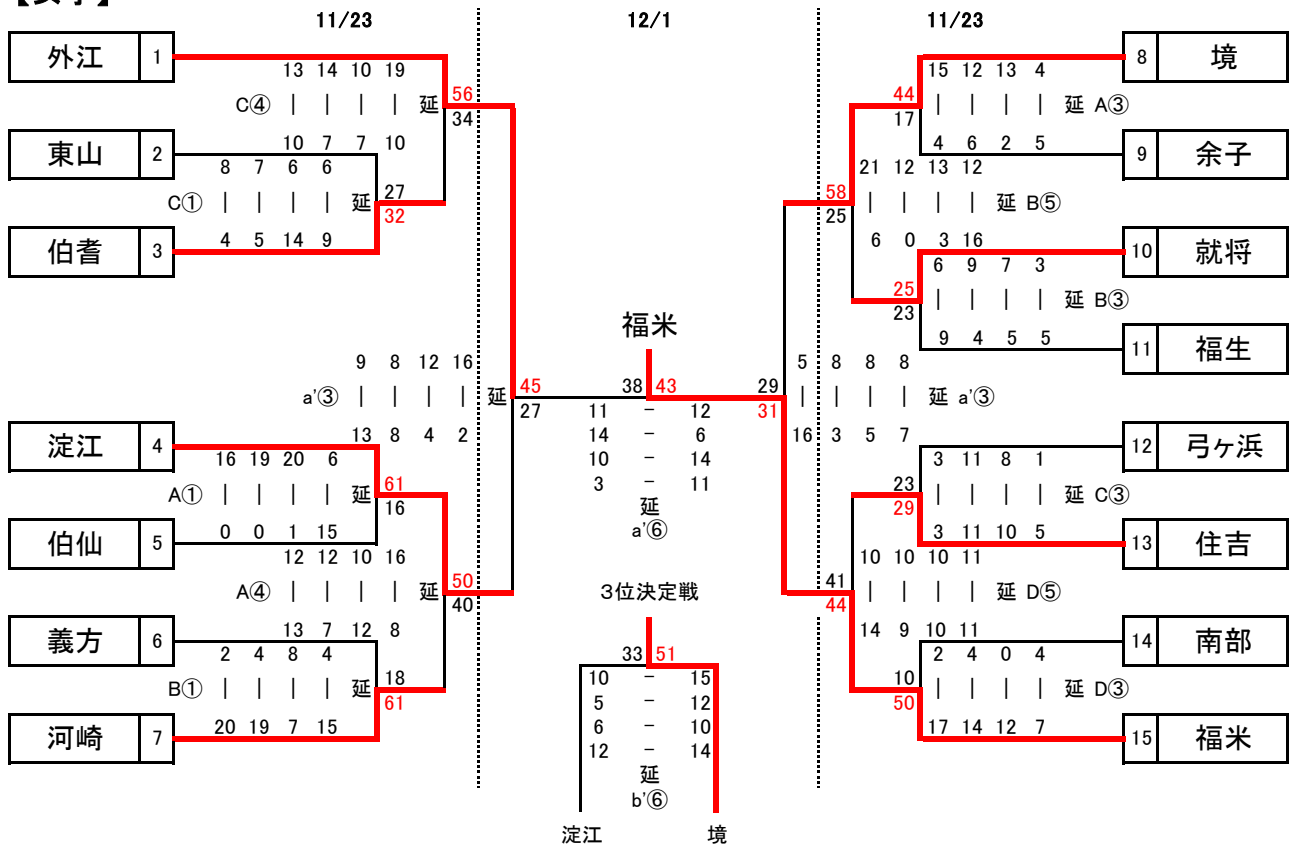 11/23 12/1 11/23
外江 1
13 14 10 19
C④ | | | | 延
56
34
10 7 7 10
東山 2
8 7 6 6
C① | | | | 延
27
32
4 5 14 9
伯耆 3
9 8 12 16
a'③ | | | | 延
45
27
13 8 4 2
淀江 4
16 19 20 6
A① | | | | 延
61
16
0 0 1 15
伯仙 5
12 12 10 16
A④ | | | | 延
50
40
13 7 12 8
義方 6
2 4 8 4
B① | | | | 延
18
61
20 19 7 15
河崎 7
福米
38 43
11 - 12
14 - 6
10 - 14
3 - 11
延
a'⑥
3位決定戦
33 51
10 - 15
5 - 12
6 - 10
12 - 14
延
b'⑥
淀江 境
8 境
15 12 13 4
44
17
| | | | 延 A③
4 6 2 5
9 余子
21 12 13 12
58
25
| | | | 延 B⑤
6 0 3 16
10 就将
6 9 7 3
25
23
| | | | 延 B③
9 4 5 5
11 福生
5 8 8 8
29
31
| | | | 延 a'③
16 3 5 7
12 弓ヶ浜
3 11 8 1
23
29
| | | | 延 C③
3 11 10 5
13 住吉
10 10 10 11
41
44
| | | | 延 D⑤
14 9 10 11
14 南部
2 4 0 4
10
50
| | | | 延 D③
17 14 12 7
15 福米